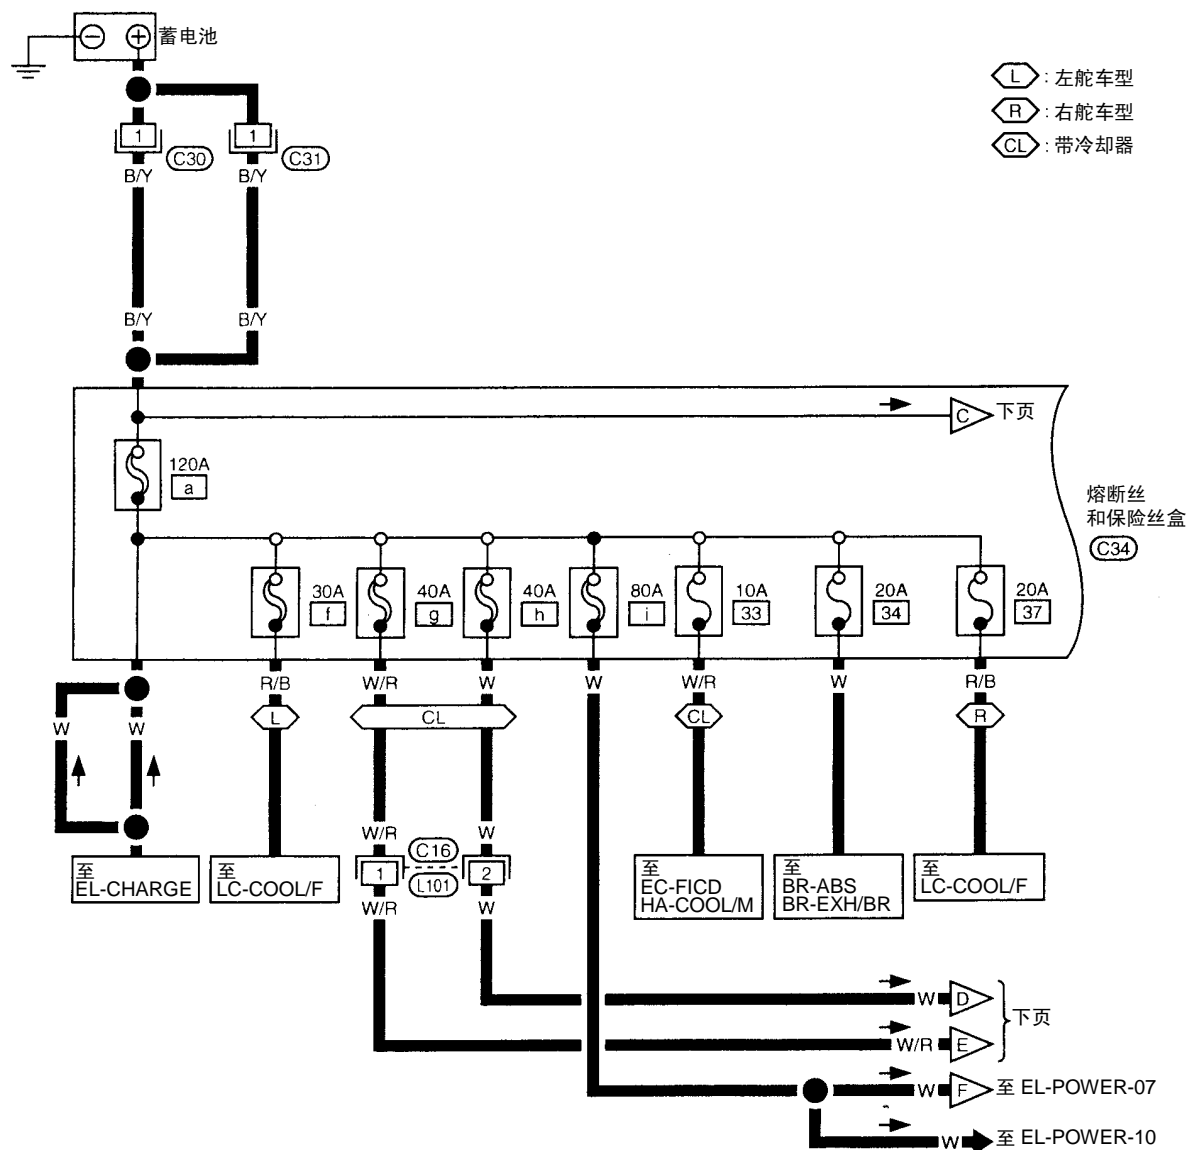 蓄电池
L : 左舵车型
R : 右舵车型
CL : 带冷却器
1 1
C30 C31
B/Y B/Y
B/Y B/Y
C 下页
120A
a
熔断丝
和保险丝盒
C34
30A 40A 40A 80A 10A 20A 20A
f g h i 33 34 37
R/B W/R W W W/R W R/B
L CL CL R
W W
W/R W
C16
1 2
L101
W/R W
至
EL-CHARGE
至
LC-COOL/F
至
EC-FICD
HA-COOL/M
至
BR-ABS
BR-EXH/BR
至
LC-COOL/F
W D
下页
W/R E
W F 至 EL-POWER-07
W 至 EL-POWER-10